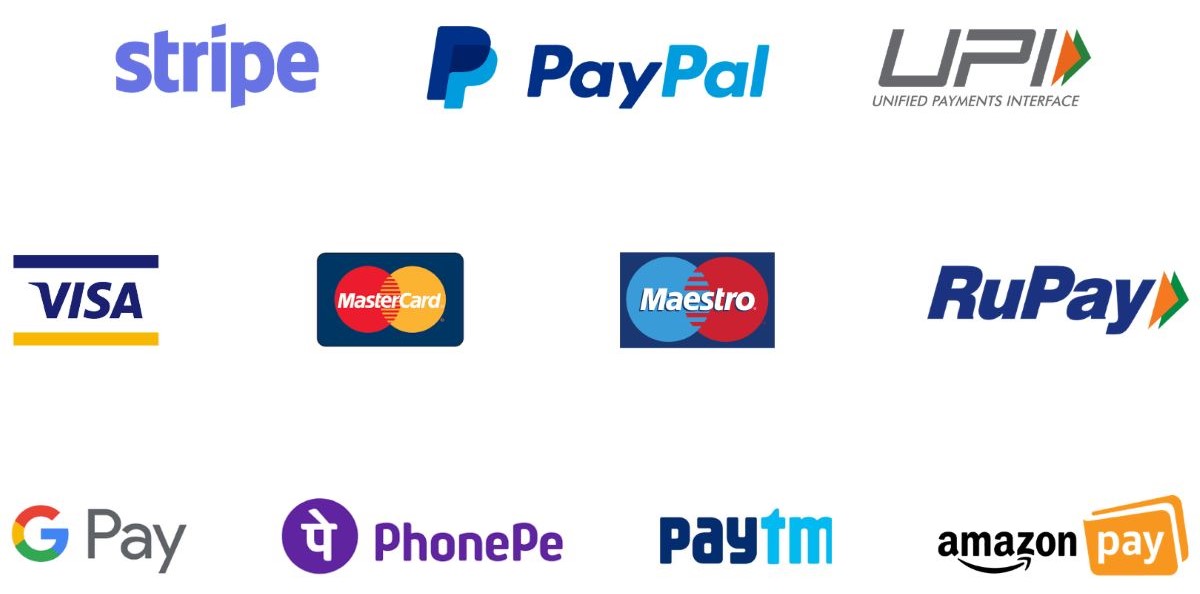 stripe
PayPal
UPI
UNIFIED PAYMENTS INTERFACE
VISA
MasterCard
Maestro
RuPay
G Pay
पे PhonePe
paytm
amazon pay